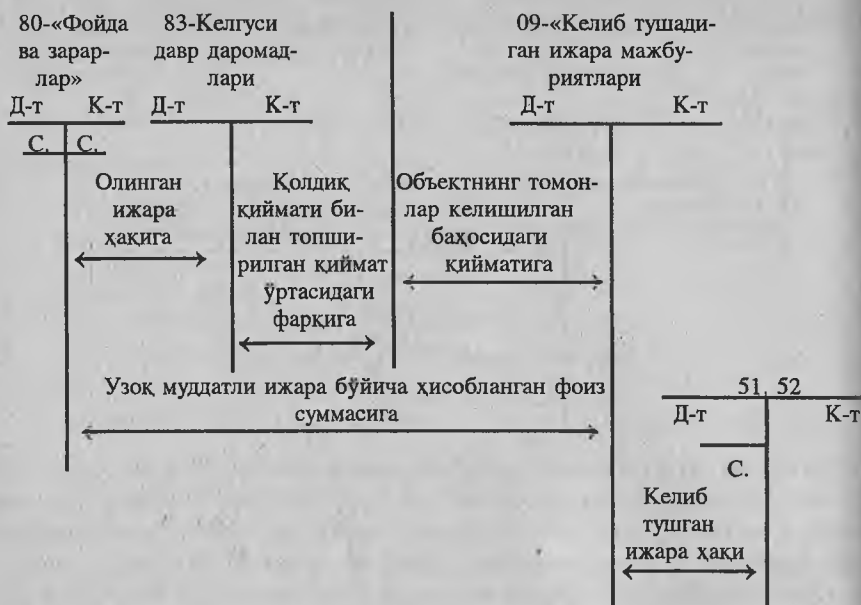 80-«Фойда
ва зарар-
лар»
Д-т К-т
С. С.
83-Келгуси
давр даромад-
лари
Д-т К-т
09-«Келиб тушади-
ган ижара мажбу-
риятлари
Д-т К-т
Олинган
ижара
ҳақига
Қолдиқ
қиймати би-
лан топши-
рилган қиймат
ўртасидаги
фарқига
Объектнинг томон-
лар келишилган
баҳосидаги
қийматига
Узоқ муддатли ижара бўйича ҳисобланган фоиз
суммасига
51, 52
Д-т К-т
С.
Келиб
тушган
ижара ҳақи